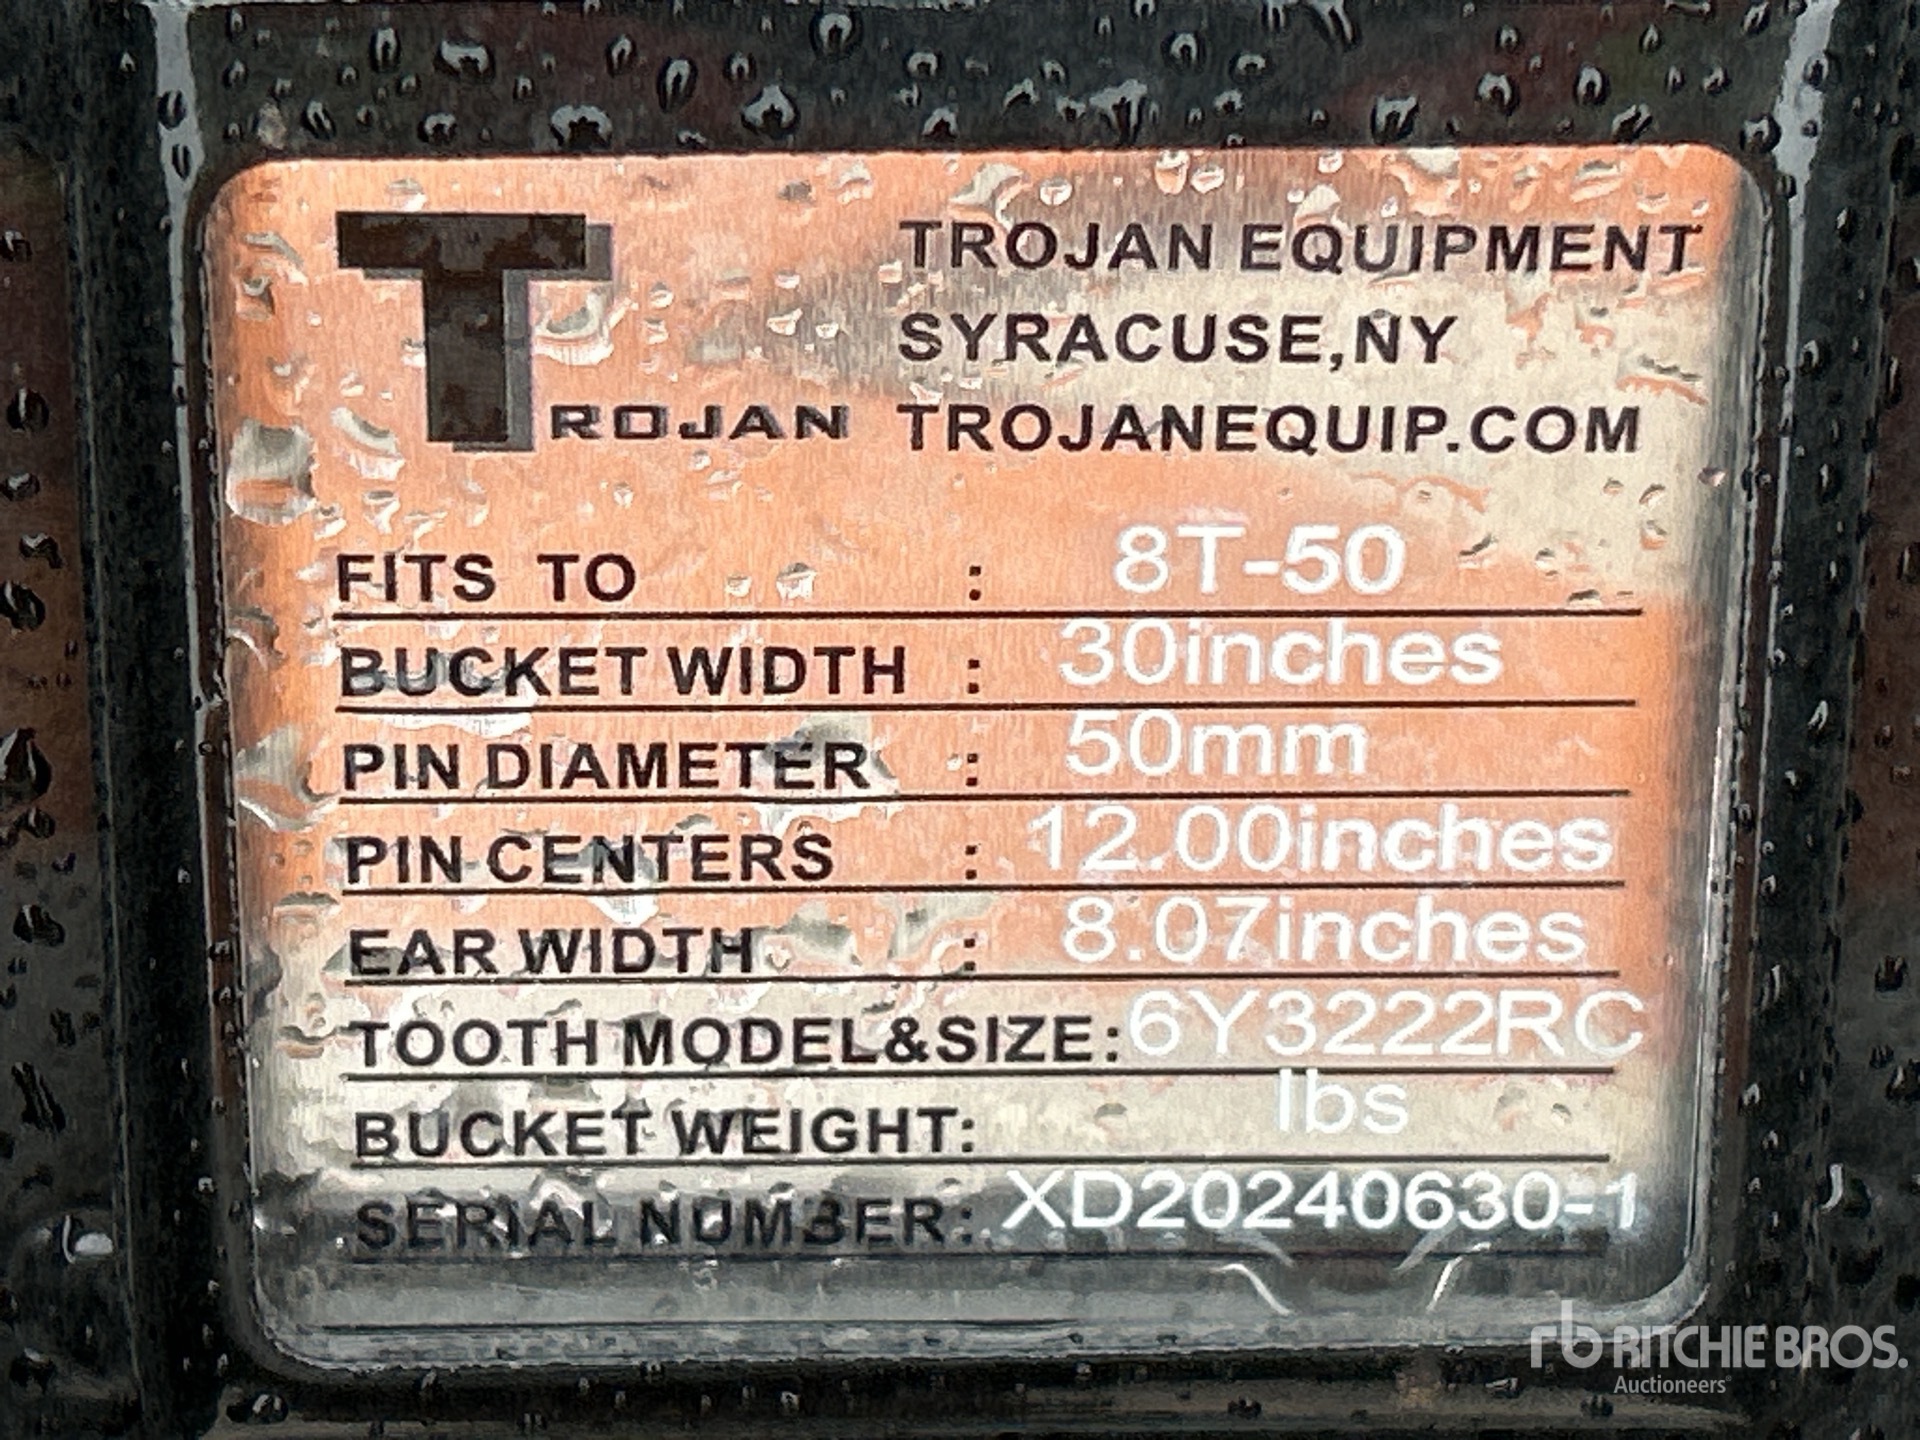 TROJAN
TROJAN EQUIPMENT
SYRACUSE,NY
TROJANEQUIP.COM
FITS TO : 8T-50
BUCKET WIDTH : 30inches
PIN DIAMETER : 50mm
PIN CENTERS : 12.00inches
EAR WIDTH : 8.07inches
TOOTH MODEL&SIZE: 6Y3222RC
BUCKET WEIGHT: lbs
SERIAL NUMBER: XD20240630-1
rb RITCHIE BROS.
Auctioneers